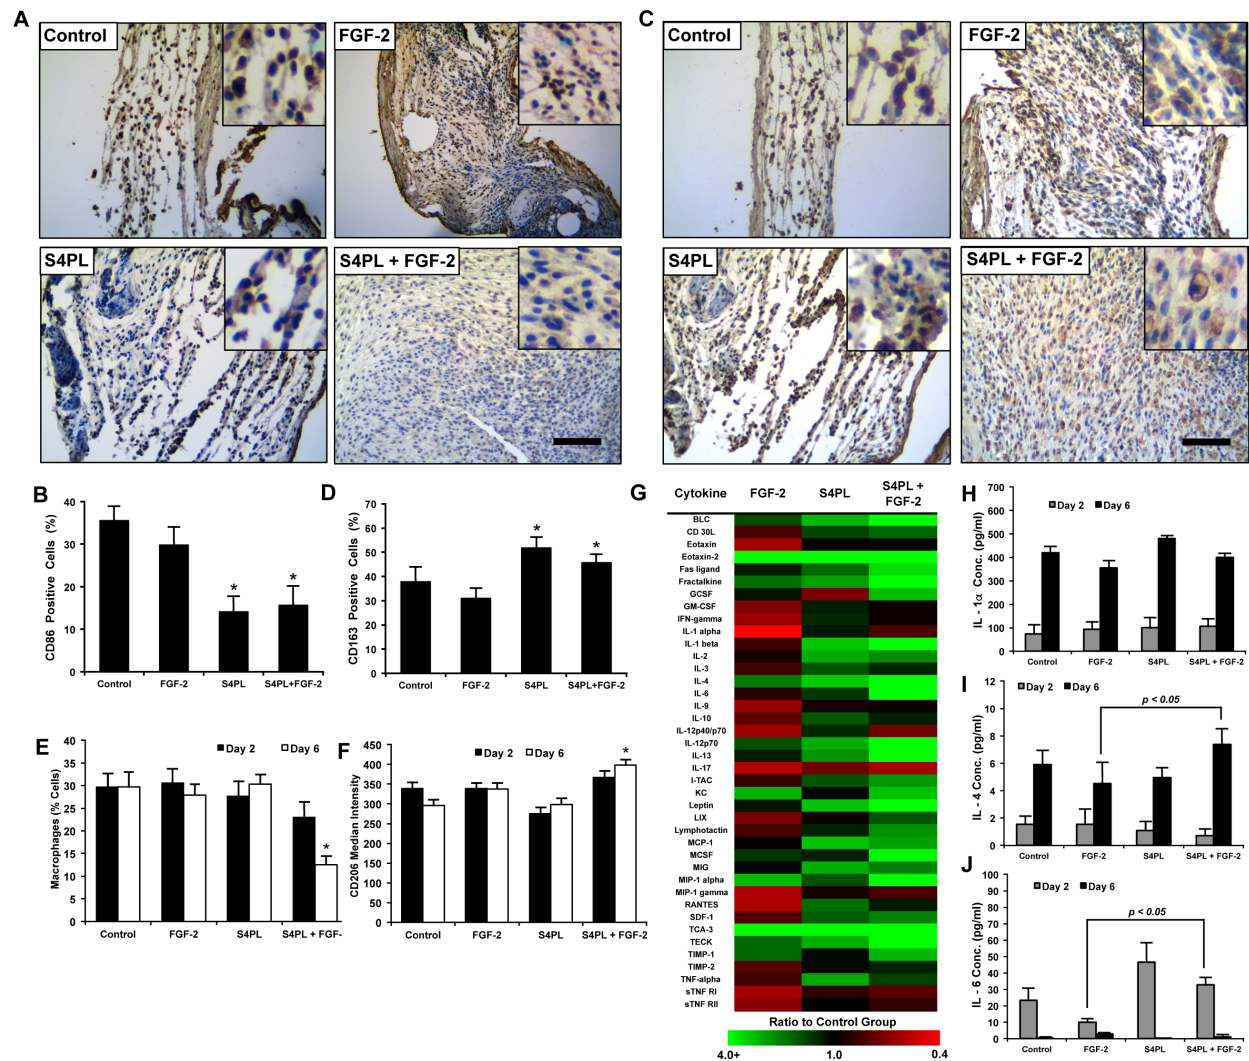 A
Control
FGF-2
S4PL
S4PL + FGF-2
C
Control
FGF-2
S4PL
S4PL + FGF-2
B
CD86 Positive Cells (%)
40
30
20
10
0
*
*
Control
FGF-2
S4PL
S4PL+FGF-2
D
CD163 Positive Cells (%)
70
60
50
40
30
20
10
0
*
*
Control
FGF-2
S4PL
S4PL+FGF-2
E
Macrophages (% Cells)
40
35
30
25
20
15
10
5
0
Day 2
Day 6
*
Control
FGF-2
S4PL
S4PL + FGF-
F
CD206 Median Intensity
450
400
350
300
250
200
150
100
50
0
Day 2
Day 6
*
Control
FGF-2
S4PL
S4PL + FGF-2
G
Cytokine
FGF-2
S4PL
S4PL +
FGF-2
BLC
CD 30L
Eotaxin
Eotaxin-2
Fas ligand
Fractalkine
GCSF
GM-CSF
IFN-gamma
IL-1 alpha
IL-1 beta
IL-2
IL-3
IL-4
IL-6
IL-9
IL-10
IL-12p40/p70
IL-12p70
IL-13
IL-17
I-TAC
KC
Leptin
LIX
Lymphotactin
MCP-1
MCSF
MIG
MIP-1 alpha
MIP-1 gamma
RANTES
SDF-1
TCA-3
TECK
TIMP-1
TIMP-2
TNF-alpha
sTNF RI
sTNF RII
Ratio to Control Group
4.0+
1.0
0.4
H
IL - 1α Conc. (pg/ml)
700
600
500
400
300
200
100
0
Day 2
Day 6
Control
FGF-2
S4PL
S4PL + FGF-2
I
IL - 4 Conc. (pg/ml)
12
10
8
6
4
2
0
Day 2
Day 6
p < 0.05
Control
FGF-2
S4PL
S4PL + FGF-2
J
IL - 6 Conc. (pg/ml)
100
90
80
70
60
50
40
30
20
10
0
Day 2
Day 6
p < 0.05
Control
FGF-2
S4PL
S4PL + FGF-2